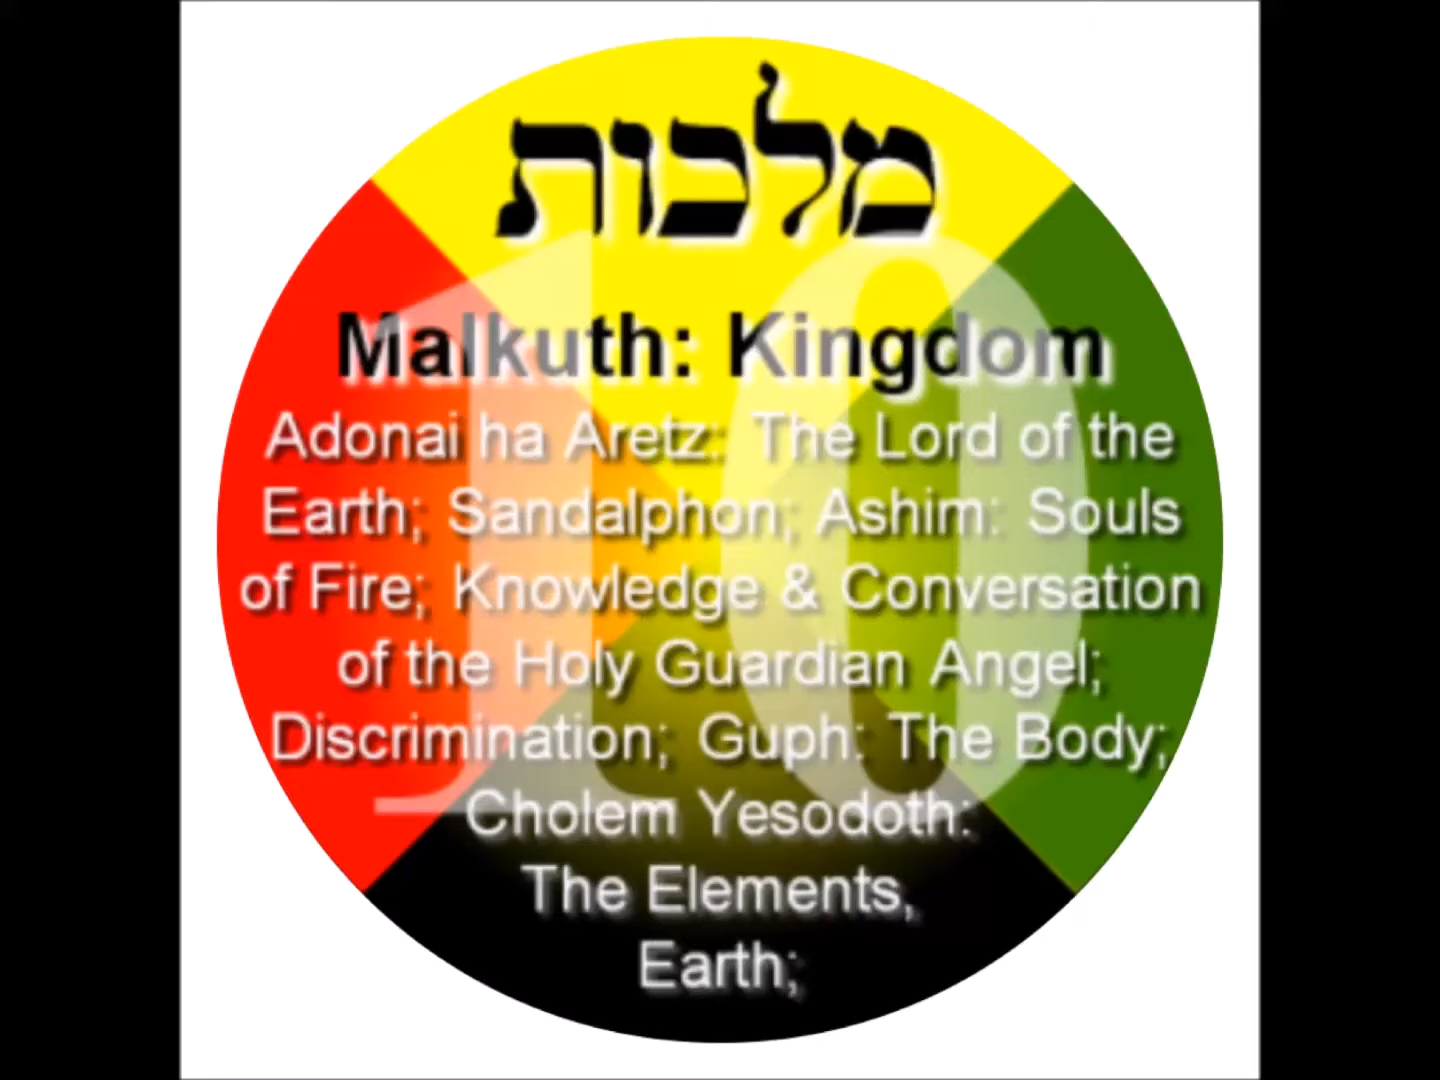 מלכות
10
Malkuth: Kingdom
Adonai ha Aretz: The Lord of the
Earth; Sandalphon; Ashim: Souls
of Fire; Knowledge & Conversation
of the Holy Guardian Angel;
Discrimination; Guph: The Body;
Cholem Yesodoth:
The Elements,
Earth;